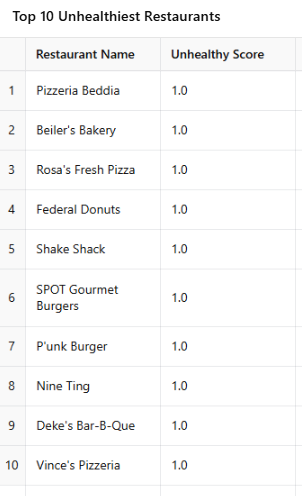 Top 10 Unhealthiest Restaurants
Restaurant Name Unhealthy Score
1 Pizzeria Beddia 1.0
2 Beiler's Bakery 1.0
3 Rosa's Fresh Pizza 1.0
4 Federal Donuts 1.0
5 Shake Shack 1.0
6 SPOT Gourmet
Burgers 1.0
7 P'unk Burger 1.0
8 Nine Ting 1.0
9 Deke's Bar-B-Que 1.0
10 Vince's Pizzeria 1.0